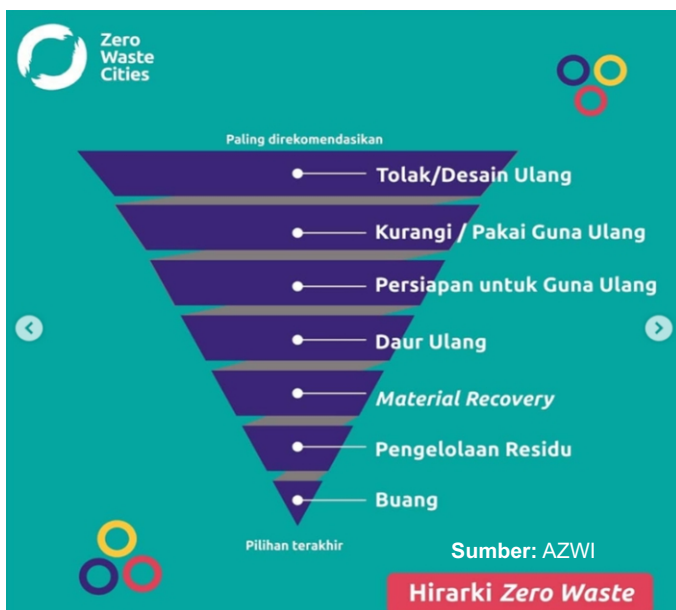 Zero
Waste
Cities
Paling direkomendasikan
Tolak/Desain Ulang
Kurangi / Pakai Guna Ulang
Persiapan untuk Guna Ulang
Daur Ulang
Material Recovery
Pengelolaan Residu
Buang
Pilihan terakhir
Sumber: AZWI
Hirarki Zero Waste